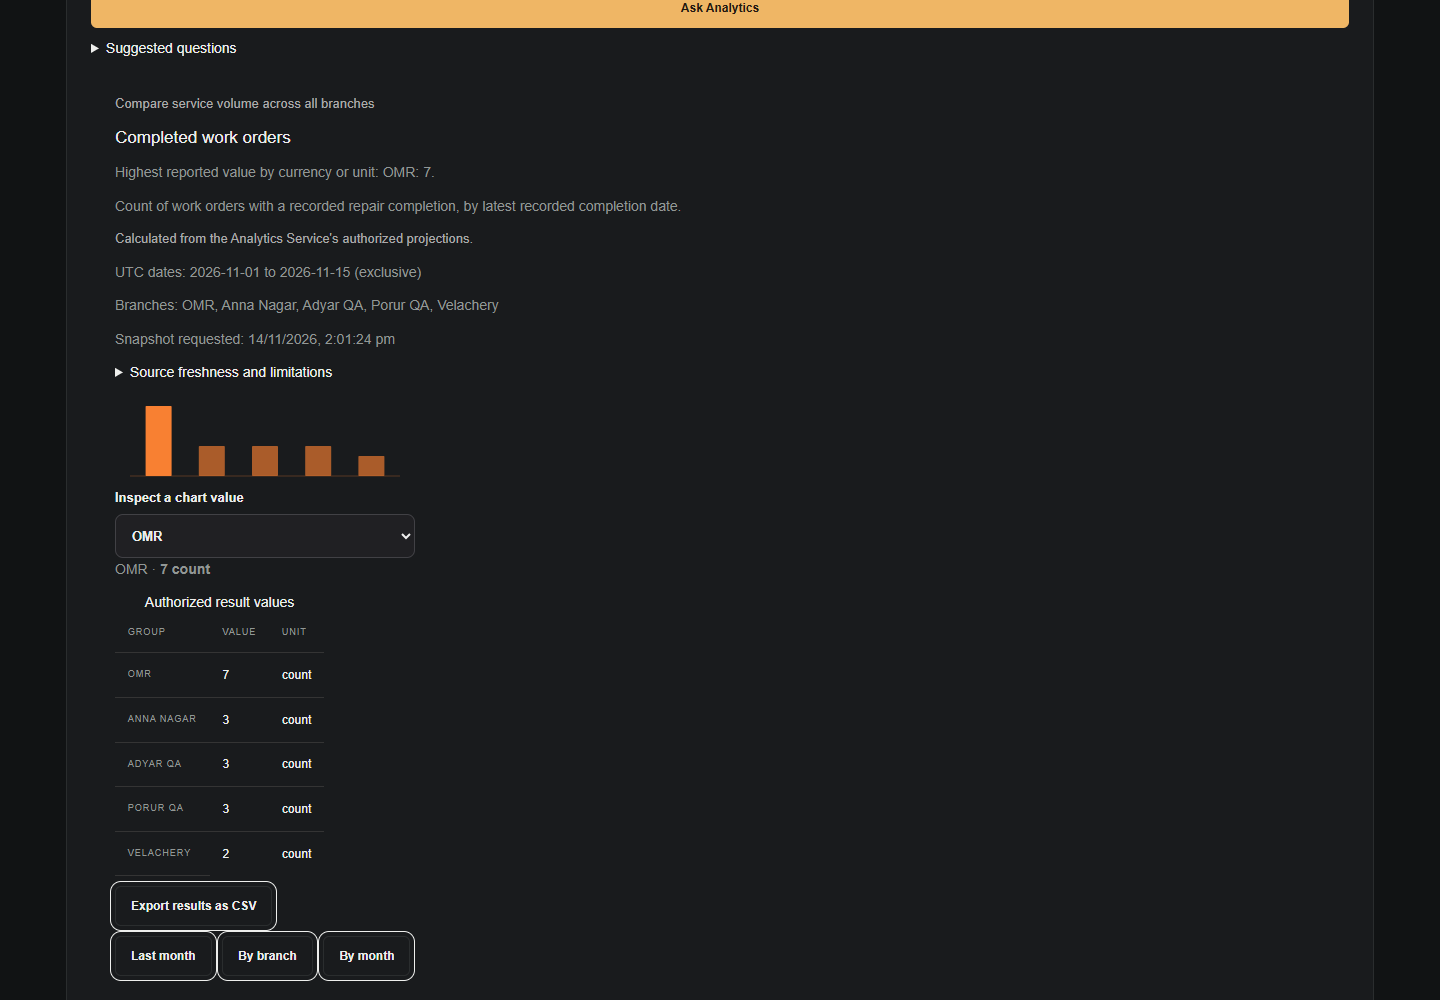 Ask Analytics
Suggested questions
Compare service volume across all branches
Completed work orders
Highest reported value by currency or unit: OMR: 7.
Count of work orders with a recorded repair completion, by latest recorded completion date.
Calculated from the Analytics Service's authorized projections.
UTC dates: 2026-11-01 to 2026-11-15 (exclusive)
Branches: OMR, Anna Nagar, Adyar QA, Porur QA, Velachery
Snapshot requested: 14/11/2026, 2:01:24 pm
Source freshness and limitations
Inspect a chart value
OMR
OMR · 7 count
Authorized result values
GROUP VALUE UNIT
OMR 7 count
ANNA NAGAR 3 count
ADYAR QA 3 count
PORUR QA 3 count
VELACHERY 2 count
Export results as CSV
Last month By branch By month